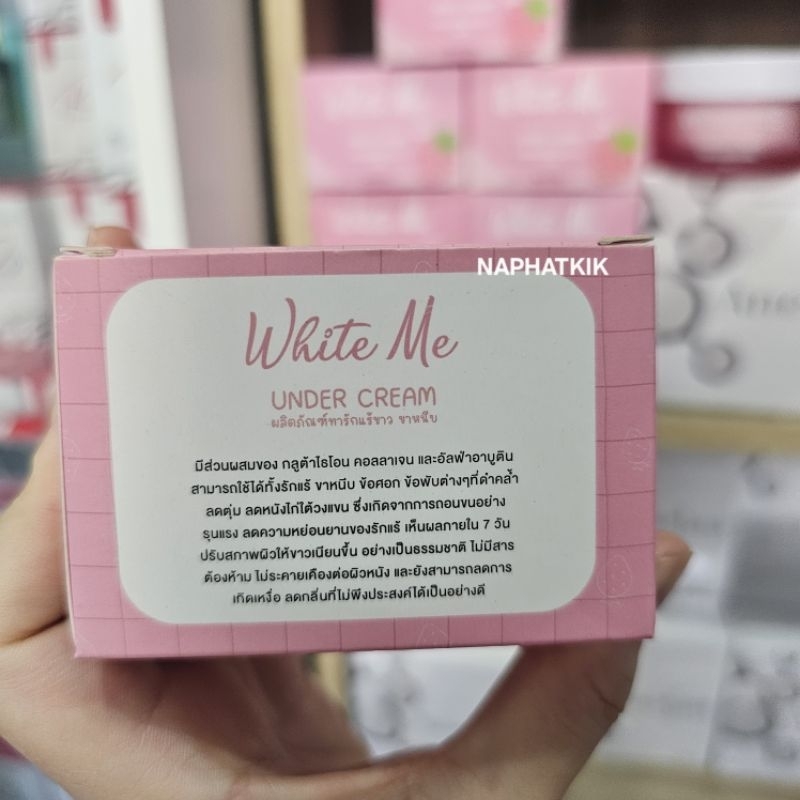 NAPHATKIK
White Me
UNDER CREAM
ผลิตภัณฑ์ทารักแร้ขาว ขาหนีบ
มีส่วนผสมของ กลูต้าไธโอน คอลลาเจน และอัลฟ่าอาบูติน
สามารถใช้ได้ทั้งรักแร้ ขาหนีบ ข้อศอก ข้อพับต่างๆที่ดำคล้ำ
ลดตุ่ม ลดหนังไก่ใต้วงแขน ซึ่งเกิดจากการถอนขนอย่าง
รุนแรง ลดความหย่อนยานของรักแร้ เห็นผลภายใน 7 วัน
ปรับสภาพผิวให้ขาวเนียนขึ้น อย่างเป็นธรรมชาติ ไม่มีสาร
ต้องห้าม ไม่ระคายเคืองต่อผิวหนัง และยังสามารถลดการ
เกิดเหงื่อ ลดกลิ่นที่ไม่พึงประสงค์ได้เป็นอย่างดี